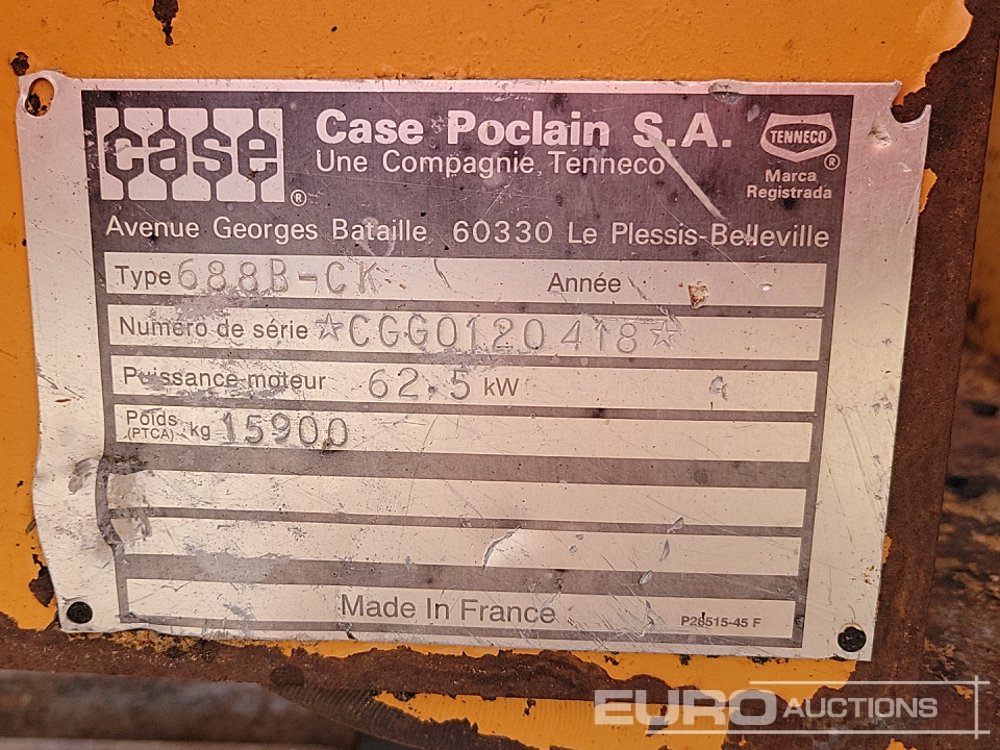 case®
Case Poclain S.A.
Une Compagnie Tenneco
TENNECO
®
Marca
Registrada
Avenue Georges Bataille 60330 Le Plessis-Belleville
Type 688B-CK Année
Numéro de série ☆CGG0120418☆
Puissance moteur 62.5 kW
Poids (PTCA) kg 15900
Made In France P28515-45 F
EURO AUCTIONS